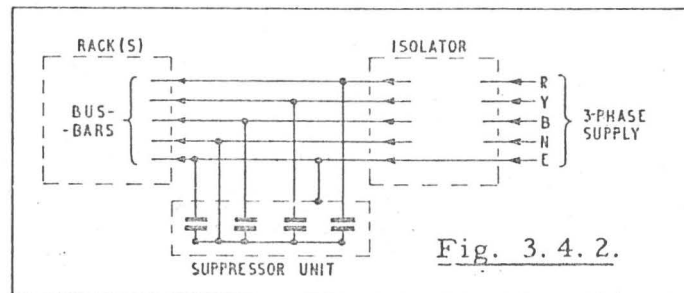 RACK(S)
ISOLATOR
BUS-
-BARS
R
Y
B
N
E
3-PHASE
SUPPLY
SUPPRESSOR UNIT
Fig. 3.4.2.